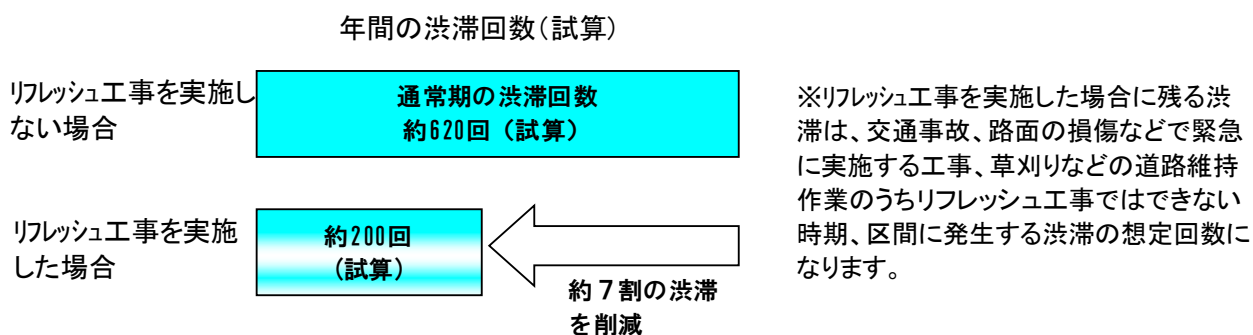 年間の渋滞回数（試算）
リフレッシュ工事を実施し
ない場合
通常期の渋滞回数
約620回（試算）
リフレッシュ工事を実施
した場合
約200回
（試算）
約７割の渋滞
を削減
※リフレッシュ工事を実施した場合に残る渋
滞は、交通事故、路面の損傷などで緊急
に実施する工事、草刈りなどの道路維持
作業のうちリフレッシュ工事ではできない
時期、区間に発生する渋滞の想定回数に
なります。